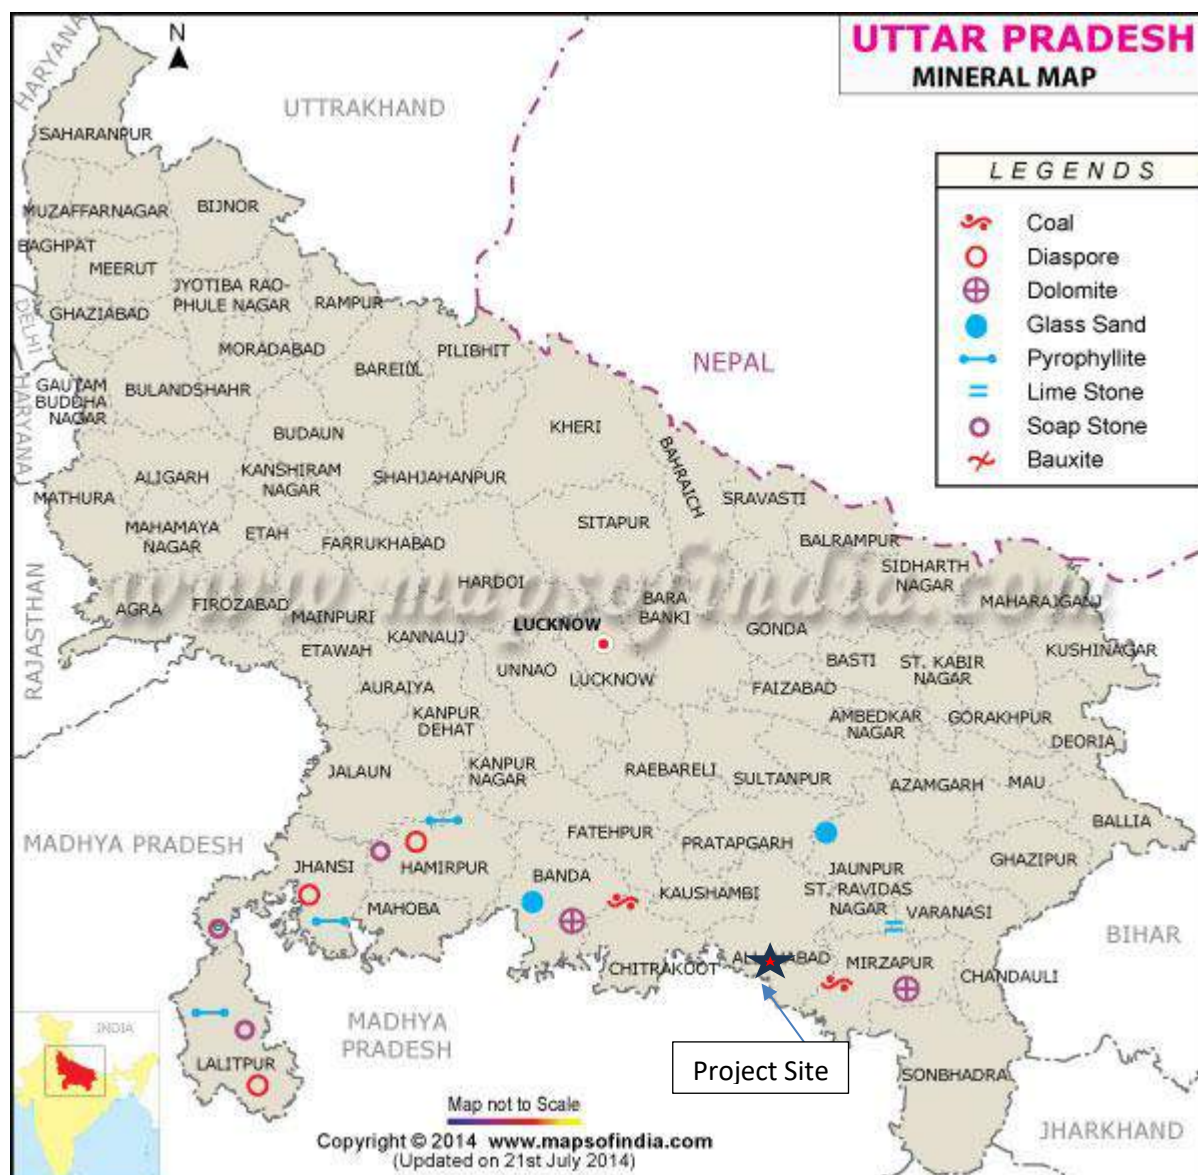 UTTAR PRADESH
MINERAL MAP
N
HARYANA
UTTRAKHAND
SAHARANPUR
LEGENDS
Coal
Diaspore
Dolomite
Glass Sand
Pyrophyllite
Lime Stone
Soap Stone
Bauxite
MUZAFFARNAGAR
BIJNOR
BAGHPAT
MEERUT
JYOTIBA RAO-
PHULE NAGAR
RAMPUR
GHAZIABAD
DELHI
MORADABAD
BAREILY
PILIBHIT
NEPAL
GAUTAM
BUDDHA
NAGAR
HARYANA
BULANDSHAHR
BUDAUN
KHERI
BAHRAICH
ALIGARH
KANSHIRAM
NAGAR
SHAHJAHANPUR
MATHURA
SRAVASTI
MAHAMAYA
NAGAR
ETAH
FARRUKHABAD
SITAPUR
BALRAMPUR
SIDHARTH
NAGAR
www.mapsofindia.com
RAJASTHAN
AGRA
FIROZABAD
MAINPURI
HARDOI
BARA
BANKI
MAHARAJGANJ
ETAWAH
KANNAUJ
LUCKNOW
GONDA
KUSHINAGAR
UNNAO
LUCKNOW
BASTI
ST. KABIR
NAGAR
AURAIYA
FAIZABAD
KANPUR
DEHAT
AMBEDKAR
NAGAR
GORAKHPUR
DEORIA
JALAUN
KANPUR
NAGAR
RAEBARELI
SULTANPUR
AZAMGARH
MAU
BALLIA
MADHYA PRADESH
FATEHPUR
PRATAPGARH
JHANSI
HAMIRPUR
BANDA
JAUNPUR
GHAZIPUR
KAUSHAMBI
ST. RAVIDAS
NAGAR
MAHOBA
VARANASI
BIHAR
CHITRAKOOT
MIRZAPUR
CHANDAULI
MADHYA
PRADESH
INDIA
LALITPUR
Project Site
SONBHADRA
JHARKHAND
Map not to Scale
Copyright © 2014 www.mapsofindia.com
(Updated on 21st July 2014)